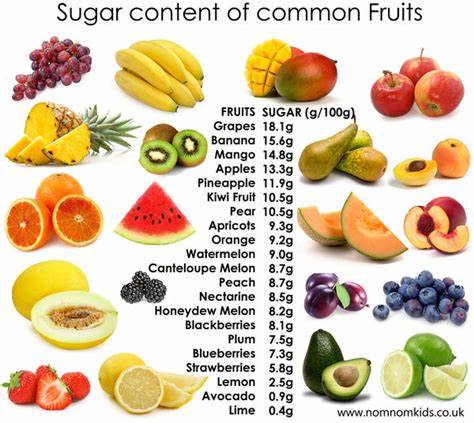 Sugar content of common Fruits
FRUITS SUGAR (g/100g)
Grapes 18.1g
Banana 15.6g
Mango 14.8g
Apples 13.3g
Pineapple 11.9g
Kiwi Fruit 10.5g
Pear 10.5g
Apricots 9.3g
Orange 9.2g
Watermelon 9.0g
Canteloupe Melon 8.7g
Peach 8.7g
Nectarine 8.5g
Honeydew Melon 8.2g
Blackberries 8.1g
Plum 7.5g
Blueberries 7.3g
Strawberries 5.8g
Lemon 2.5g
Avocado 0.9g
Lime 0.4g
www.nomnomkids.co.uk